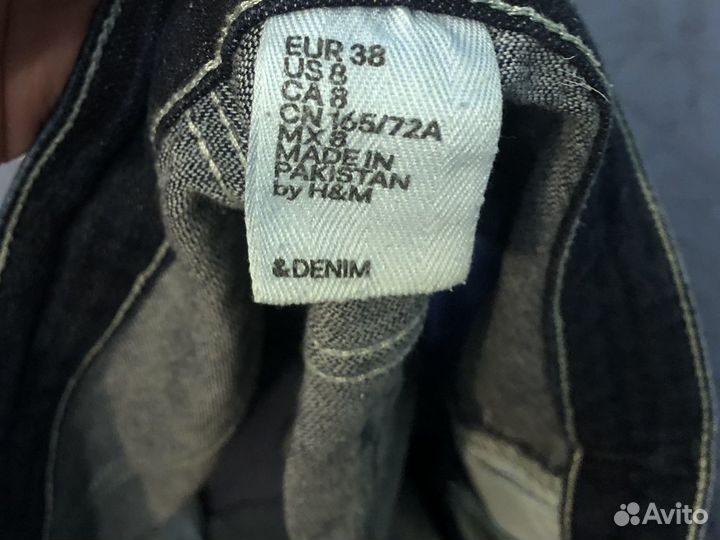 EUR 38
US 8
CA 8
CN 165/72A
MX 8
MADE IN
PAKISTAN
by H&M
&DENIM
Avito